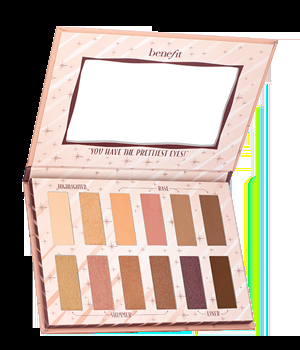 benefit
"YOU HAVE THE PRETTIEST EYES!"
HIGHLIGHTER
BASE
SHIMMER
LINER